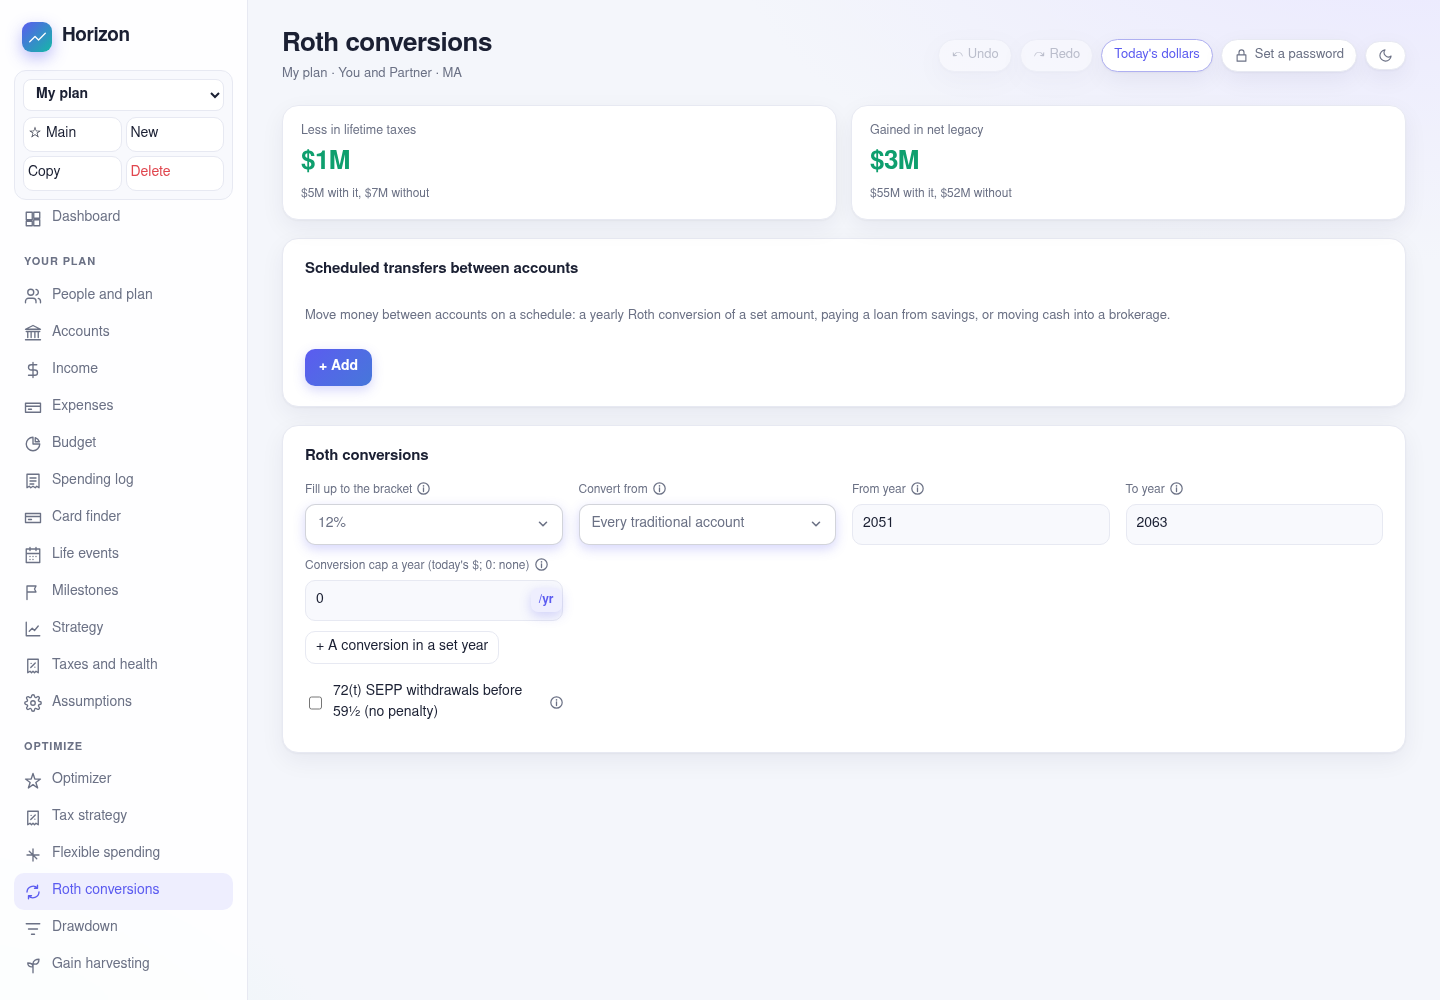 Horizon
My plan
☆ Main
New
Copy
Delete
Dashboard
YOUR PLAN
People and plan
Accounts
Income
Expenses
Budget
Spending log
Card finder
Life events
Milestones
Strategy
Taxes and health
Assumptions
OPTIMIZE
Optimizer
Tax strategy
Flexible spending
Roth conversions
Drawdown
Gain harvesting
Roth conversions
My plan · You and Partner · MA
Undo
Redo
Today's dollars
Set a password
Less in lifetime taxes
$1M
$5M with it, $7M without
Gained in net legacy
$3M
$55M with it, $52M without
Scheduled transfers between accounts
Move money between accounts on a schedule: a yearly Roth conversion of a set amount, paying a loan from savings, or moving cash into a brokerage.
+ Add
Roth conversions
Fill up to the bracket
12%
Convert from
Every traditional account
From year
2051
To year
2063
Conversion cap a year (today's $; 0: none)
0
/yr
+ A conversion in a set year
72(t) SEPP withdrawals before
59½ (no penalty)